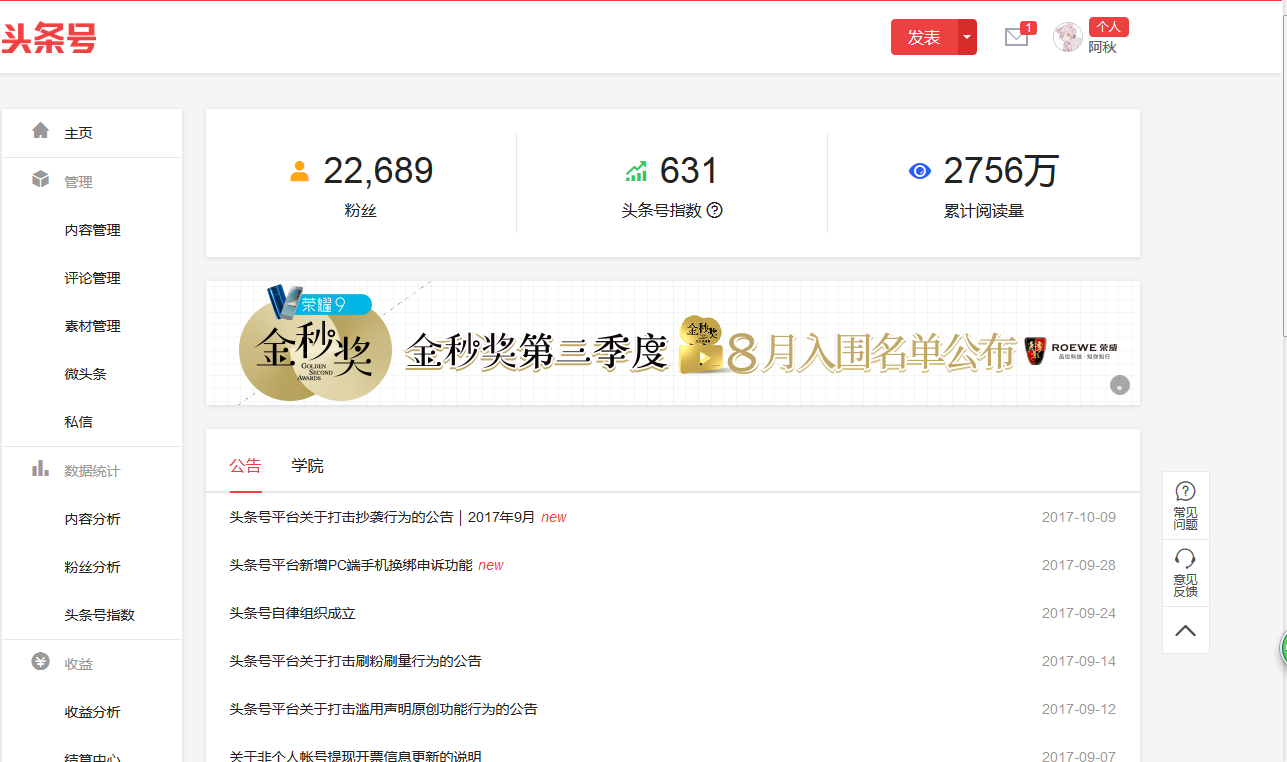 头条号
发表
1
个人
阿秋
主页
管理
内容管理
评论管理
素材管理
微头条
私信
数据统计
内容分析
粉丝分析
头条号指数
收益
收益分析
结算中心
22,689
粉丝
631
头条号指数
2756万
累计阅读量
荣耀9
金秒奖
GOLDEN
SECOND
AWARDS
金秒奖第三季度
金秒奖
8月入围名单公布
ROEWE 荣威
品位科技·知你知行
公告 学院
头条号平台关于打击抄袭行为的公告 | 2017年9月 new 2017-10-09
头条号平台新增PC端手机换绑申诉功能 new 2017-09-28
头条号自律组织成立 2017-09-24
头条号平台关于打击刷粉刷量行为的公告 2017-09-14
头条号平台关于打击滥用声明原创功能行为的公告 2017-09-12
关于非个人帐号提现开票信息更新的说明 2017-09-07
常见
问题
意见
反馈